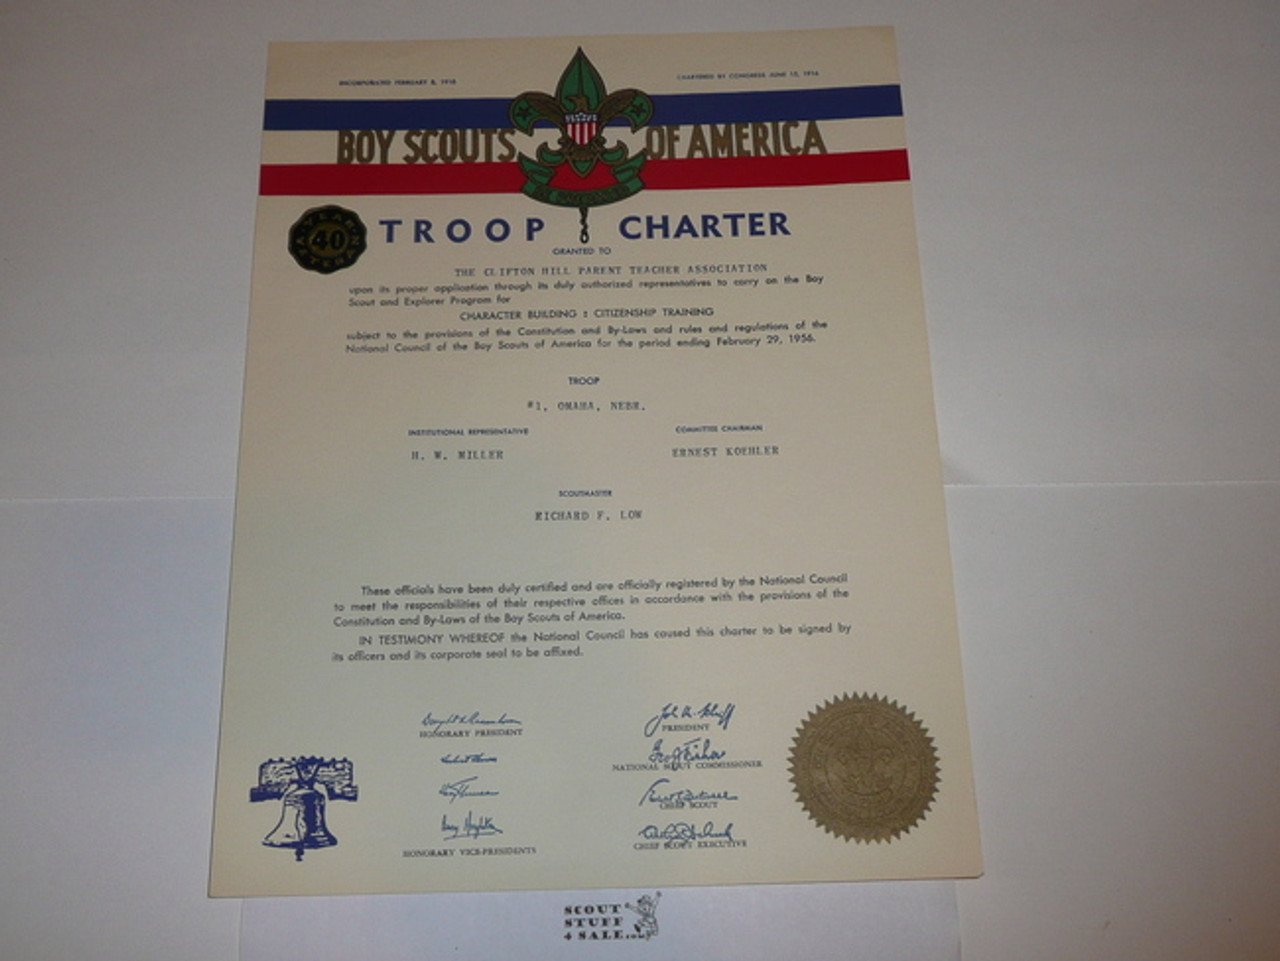 INCORPORATED FEBRUARY 8, 1910
CHARTERED BY CONGRESS JUNE 15, 1916
BOY SCOUTS OF AMERICA
40 YEAR VETERAN
TROOP CHARTER
GRANTED TO
THE CLIFTON HILL PARENT TEACHER ASSOCIATION
upon its proper application through its duly authorized representatives to carry on the Boy
Scout and Explorer Program for
CHARACTER BUILDING : CITIZENSHIP TRAINING
subject to the provisions of the Constitution and By-Laws and rules and regulations of the
National Council of the Boy Scouts of America for the period ending February 29, 1956.
TROOP
#1, OMAHA, NEBR.
INSTITUTIONAL REPRESENTATIVE
COMMITTEE CHAIRMAN
H. W. MILLER
ERNEST KOEHLER
SCOUTMASTER
RICHARD F. LOW
These officials have been duly certified and are officially registered by the National Council
to meet the responsibilities of their respective offices in accordance with the provisions of the
Constitution and By-Laws of the Boy Scouts of America.
IN TESTIMONY WHEREOF the National Council has caused this charter to be signed by
its officers and its corporate seal to be affixed.
HONORARY PRESIDENT
PRESIDENT
NATIONAL SCOUT COMMISSIONER
CHIEF SCOUT
HONORARY VICE-PRESIDENTS
CHIEF SCOUT EXECUTIVE
SCOUT
STUFF
4 SALE.com